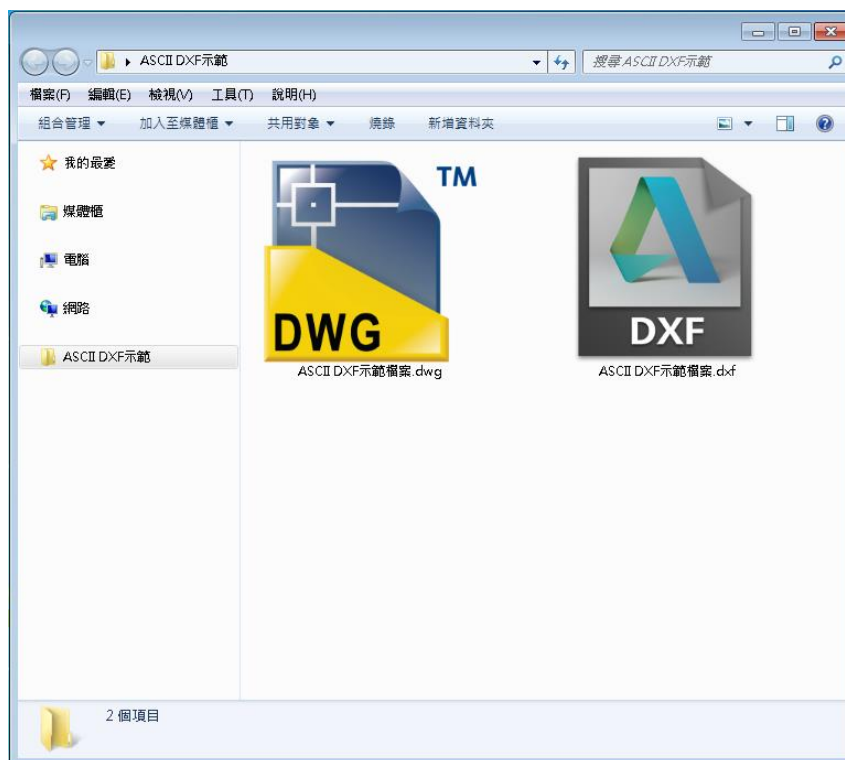 ASCII DXF示範
搜尋 ASCII DXF示範
檔案(F) 編輯(E) 檢視(V) 工具(T) 說明(H)
組合管理 加入至媒體櫃 共用對象 燒錄 新增資料夾
我的最愛
媒體櫃
電腦
網路
ASCII DXF示範
TM
DWG
DXF
ASCII DXF示範檔案.dwg
ASCII DXF示範檔案.dxf
2 個項目